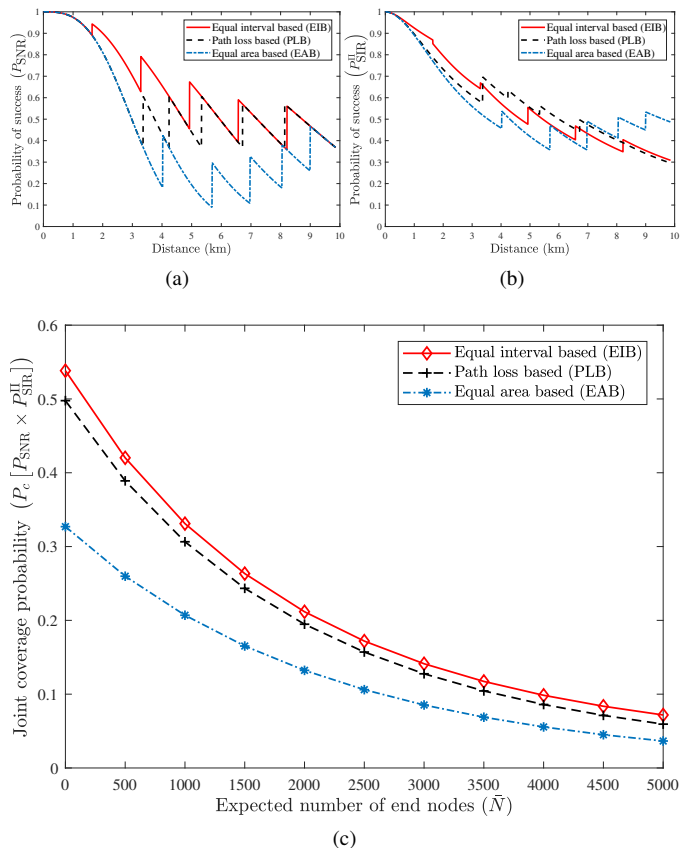 Equal interval based (EIB)
Path loss based (PLB)
Equal area based (EAB)
Probability of success (P_SNR)
1
0.9
0.8
0.7
0.6
0.5
0.4
0.3
0.2
0.1
0
0 1 2 3 4 5 6 7 8 9 10
Distance (km)
(a)
Equal interval based (EIB)
Path loss based (PLB)
Equal area based (EAB)
Probability of success (P_SIR^II)
1
0.9
0.8
0.7
0.6
0.5
0.4
0.3
0.2
0.1
0
0 1 2 3 4 5 6 7 8 9 10
Distance (km)
(b)
Equal interval based (EIB)
Path loss based (PLB)
Equal area based (EAB)
Joint coverage probability (P_c [P_SNR × P_SIR^II])
0.6
0.5
0.4
0.3
0.2
0.1
0
0 500 1000 1500 2000 2500 3000 3500 4000 4500 5000
Expected number of end nodes (N̄)
(c)